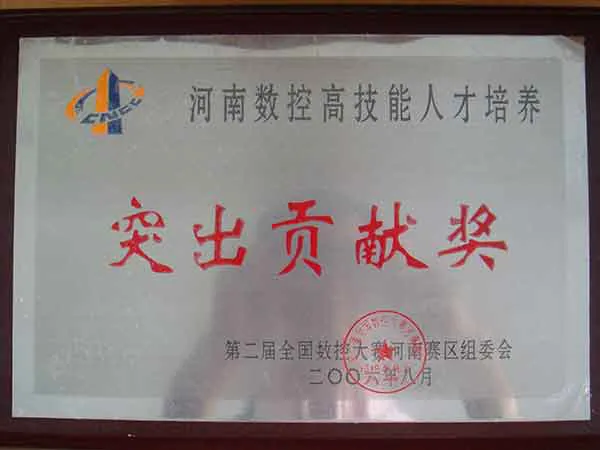 CNCC
河南数控高技能人才培养
突出贡献奖
第二届全国数控大赛河南赛区组委会
二〇〇六年八月